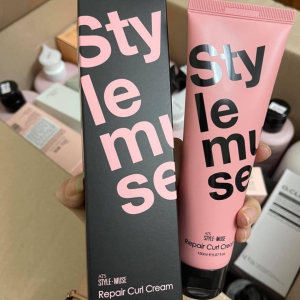 Sty
le
mu
se
ATS
STYLE-MUSE
Repair Curl Cream
Sty
le
mu
se
ATS
STYLE-MUSE
Repair Curl Cream